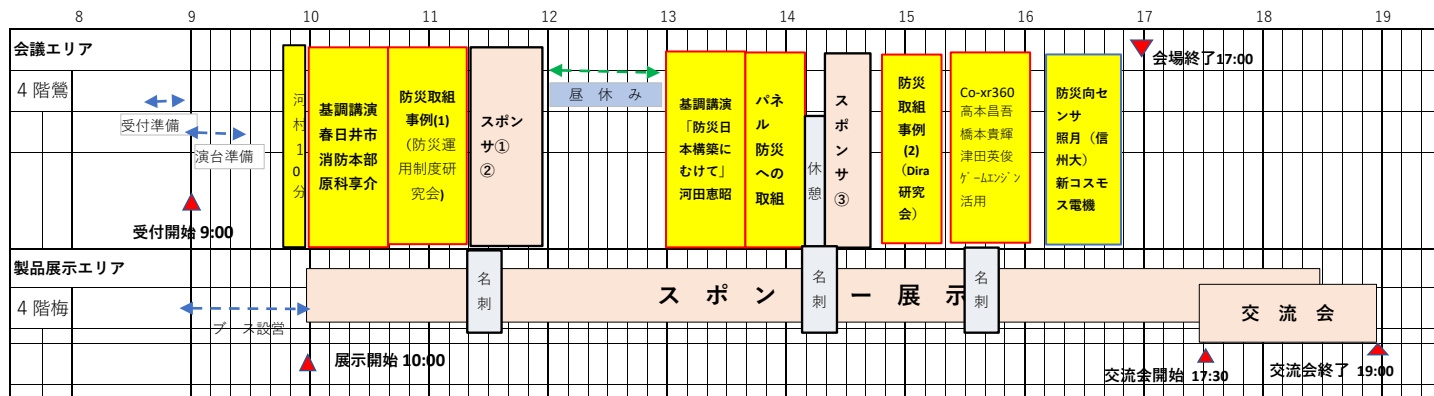 8 9 10 11 12 13 14 15 16 17 18 19
会議エリア
4階鶯
受付準備
演台準備
受付開始 9:00
河
村
1
0
分
基調講演
春日井市
消防本部
原科享介
防災取組
事例(1)
(防災運
用制度研
究会)
スポン
サ①
②
昼 休 み
基調講演
「防災日
本構築に
むけて」
河田恵昭
パネ
ル
防災
への
取組
休
憩
ス
ポ
ン
サ
③
防災
取組
事例
(2)
(Dira
研究
会)
Co-xr360
高本昌吾
橋本貴輝
津田英俊
ゲームエンジン
活用
防災向セ
ンサ
照月(信
州大)
新コスモ
ス電機
会場終了17:00
製品展示エリア
4階梅
ブース設営
展示開始 10:00
名
刺
スポン
名
刺
ー展示
名
刺
交 流 会
交流会開始 17:30
交流会終了 19:00